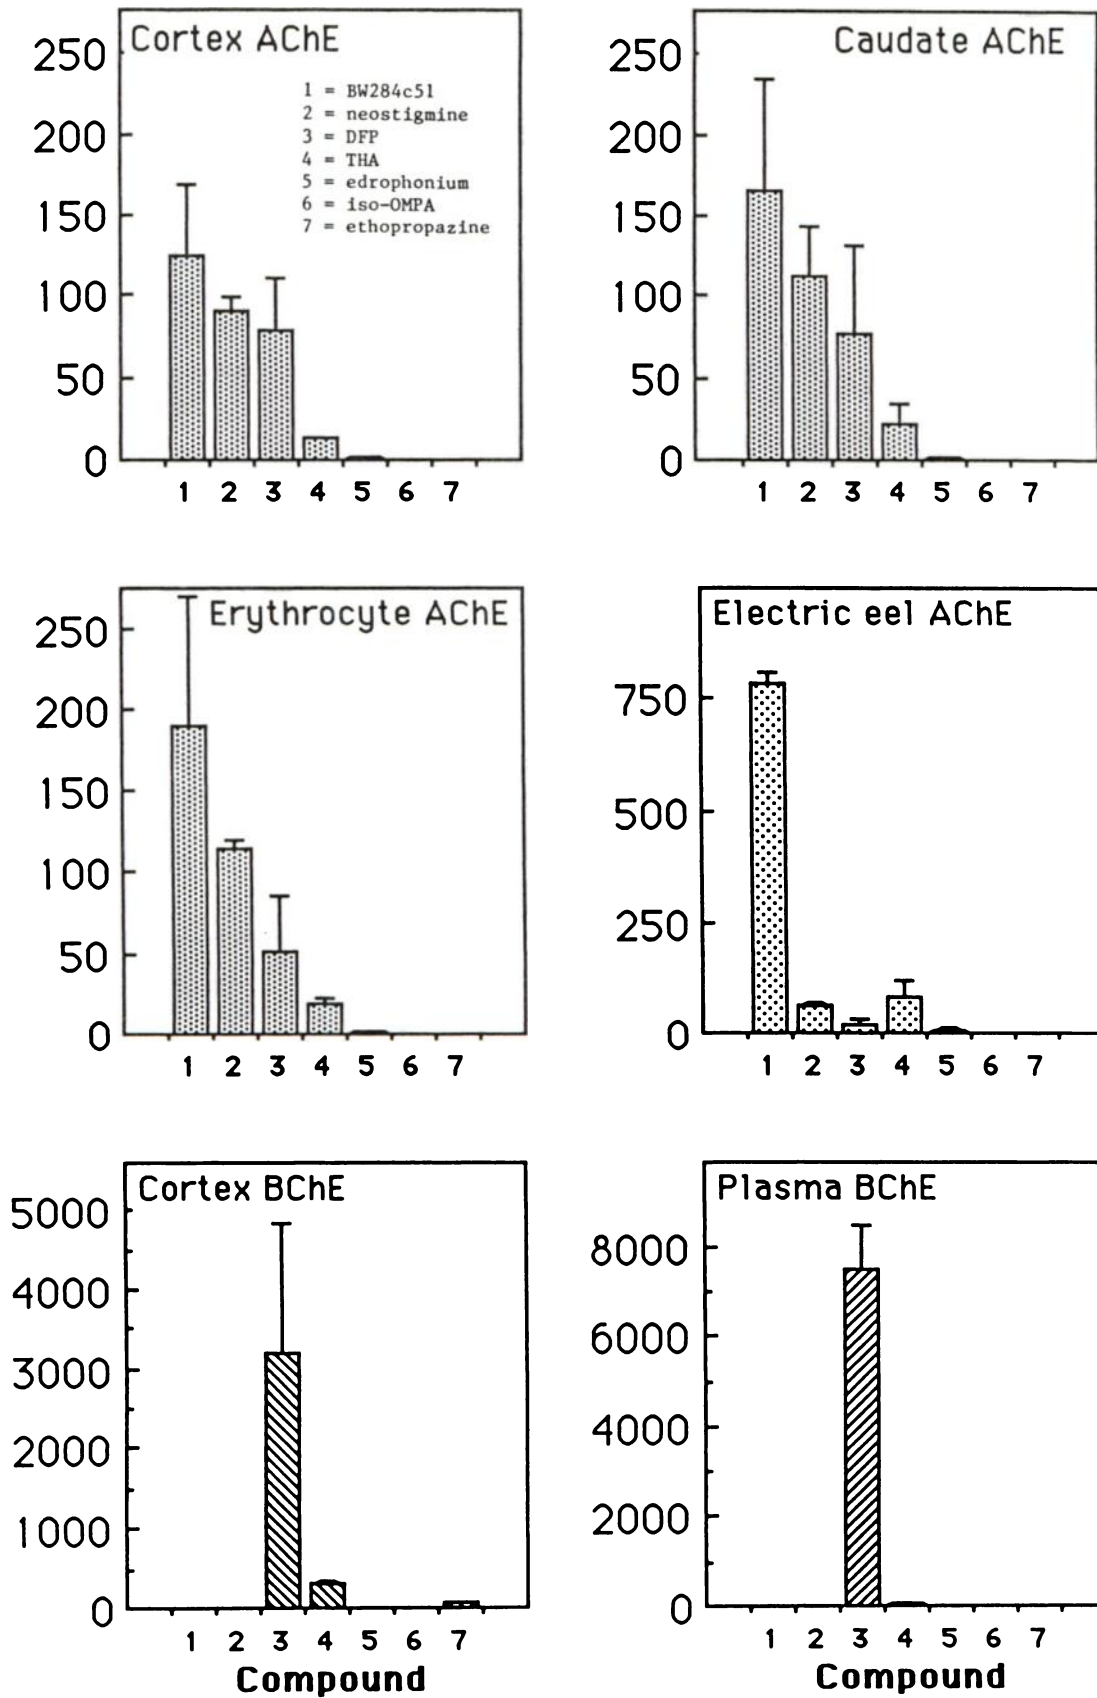 Cortex AChE
250
200
150
100
50
0
1 = BW284c51
2 = neostigmine
3 = DFP
4 = THA
5 = edrophonium
6 = iso-OMPA
7 = ethopropazine
1 2 3 4 5 6 7
Caudate AChE
250
200
150
100
50
0
1 2 3 4 5 6 7
Erythrocyte AChE
250
200
150
100
50
0
1 2 3 4 5 6 7
Electric eel AChE
750
500
250
0
1 2 3 4 5 6 7
Cortex BChE
5000
4000
3000
2000
1000
0
1 2 3 4 5 6 7
Compound
Plasma BChE
8000
6000
4000
2000
0
1 2 3 4 5 6 7
Compound